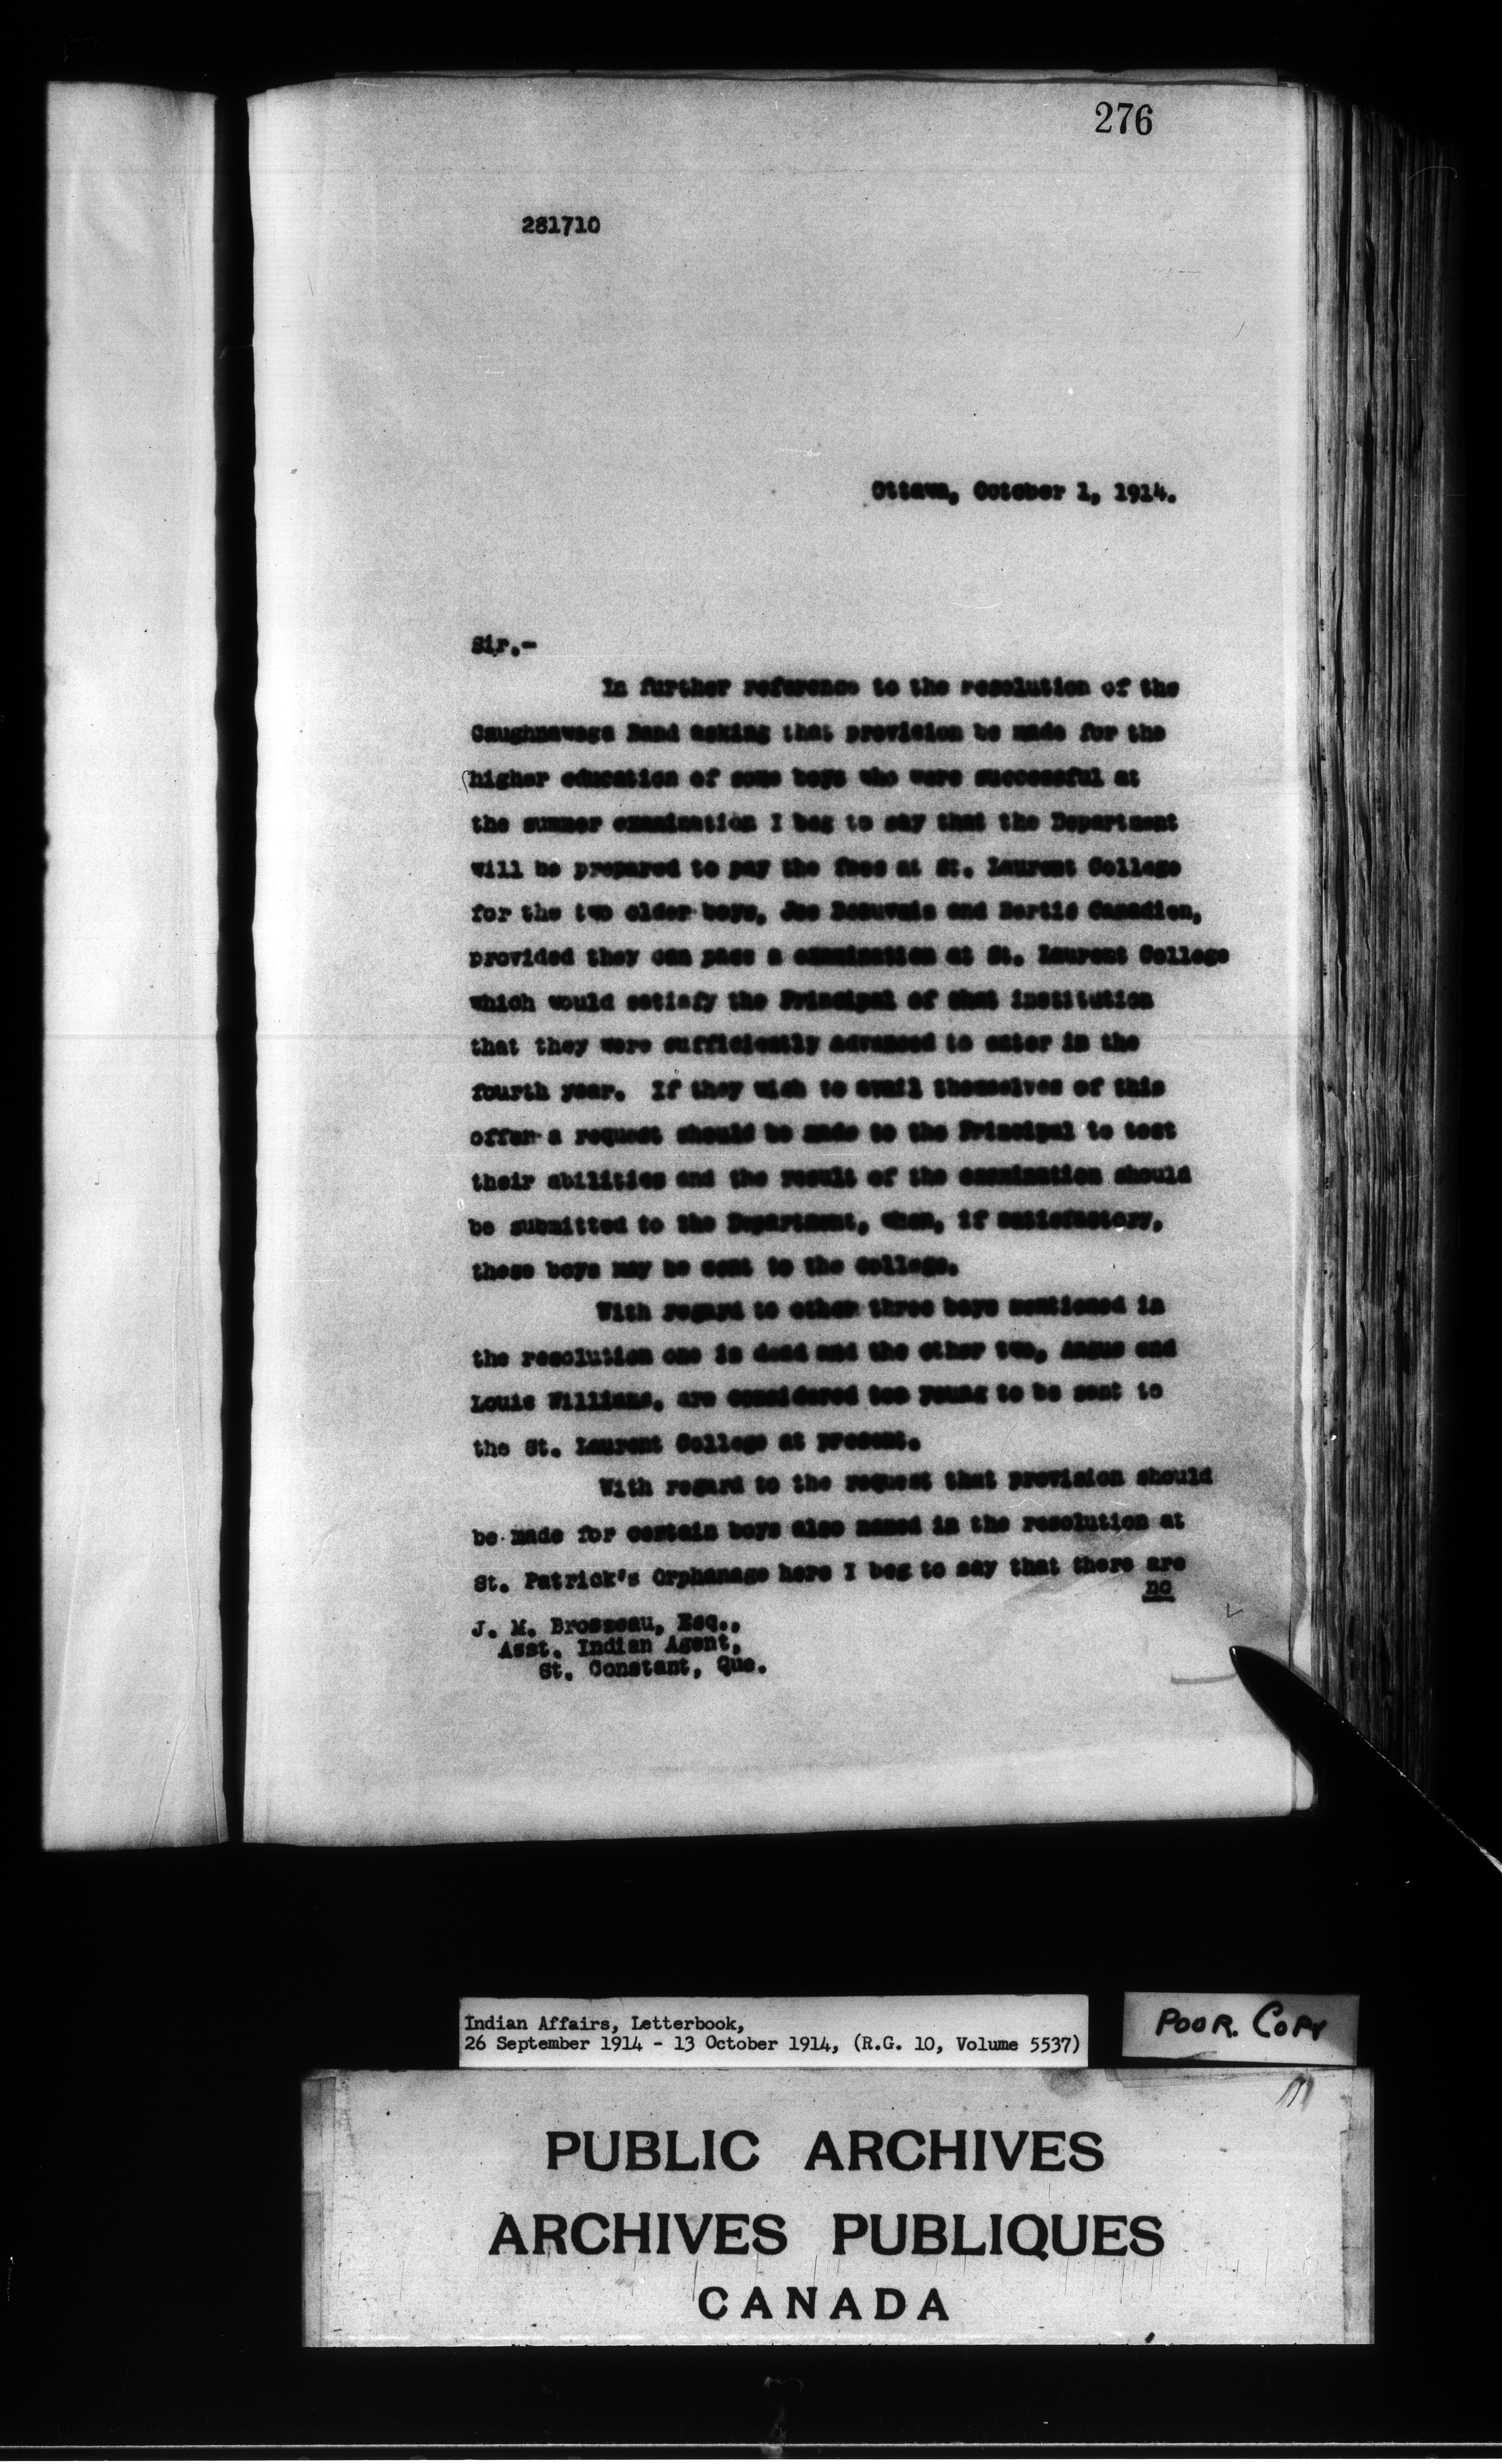 276
281710
Ottawa, October 1, 1914.
Sir.-
In further reference to the resolution of the
Caughnawaga Band asking that provision be made for the
higher education of some boys who were successful at
the summer examination I beg to say that the Department
will be prepared to pay the fees at St. Laurent College
for the two older boys, Joe Beauvais and Bertie Canadien,
provided they can pass a examination at St. Laurent College
which would satisfy the Principal of that institution
that they were sufficiently advanced to enter in the
fourth year. If they wish to avail themselves of this
offer a request should be made to the Principal to test
their abilities and the result of the examination should
be submitted to the Department, when, if satisfactory,
these boys may be sent to the college.
With regard to other three boys mentioned in
the resolution one is dead and the other two, Angus and
Louis Williams, are considered too young to be sent to
the St. Laurent College at present.
With regard to the request that provision should
be made for certain boys also named in the resolution at
St. Patrick's Orphanage here I beg to say that there are
no
J. M. Brosseau, Esq.,
Asst. Indian Agent,
St. Constant, Que.
Indian Affairs, Letterbook,
26 September 1914 - 13 October 1914, (R.G. 10, Volume 5537)
POOR. COPY
PUBLIC ARCHIVES
ARCHIVES PUBLIQUES
CANADA